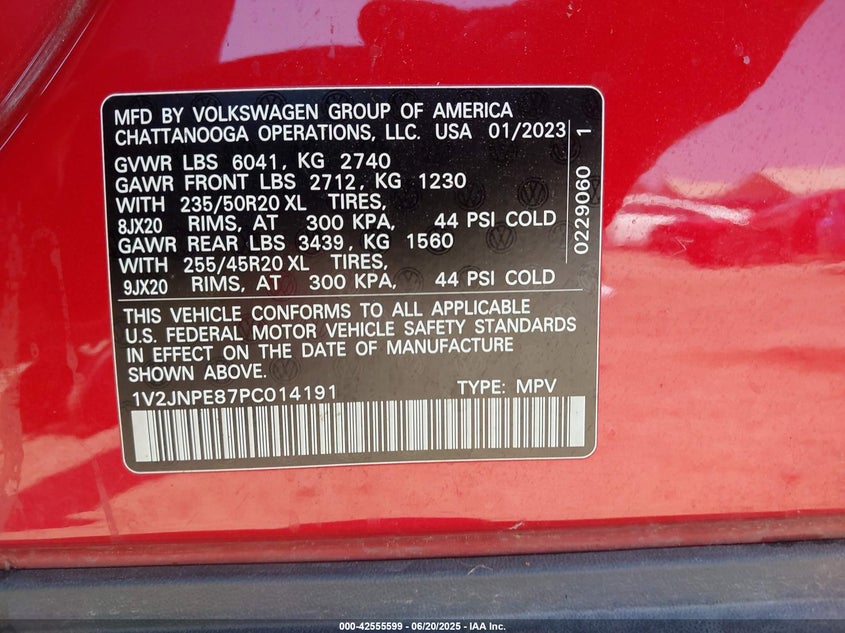 MFD BY VOLKSWAGEN GROUP OF AMERICA
CHATTANOOGA OPERATIONS, LLC. USA 01/2023
GVWR LBS 6041, KG 2740
GAWR FRONT LBS 2712, KG 1230
WITH 235/50R20 XL TIRES,
8JX20 RIMS, AT 300 KPA, 44 PSI COLD
GAWR REAR LBS 3439, KG 1560
WITH 255/45R20 XL TIRES,
9JX20 RIMS, AT 300 KPA, 44 PSI COLD
0229060 1
THIS VEHICLE CONFORMS TO ALL APPLICABLE
U.S. FEDERAL MOTOR VEHICLE SAFETY STANDARDS
IN EFFECT ON THE DATE OF MANUFACTURE
SHOWN ABOVE.
1V2JNPE87PC014191 TYPE: MPV
000-42555599 - 06/20/2025 - IAA Inc.